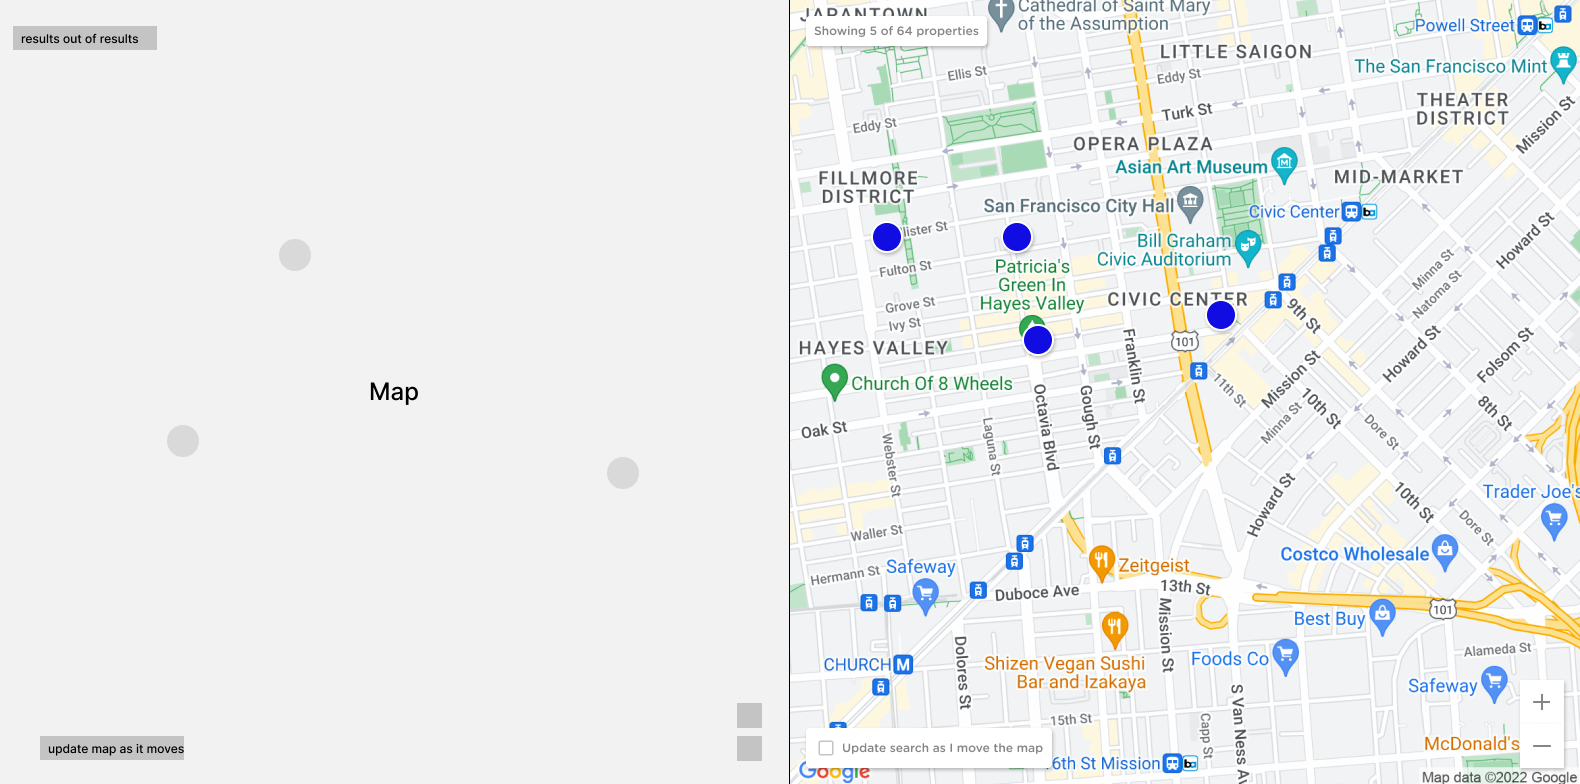 results out of results
Map
update map as it moves
JAPANTOWN
Cathedral of Saint Mary
of the Assumption
Showing 5 of 64 properties
Powell Street
LITTLE SAIGON
Ellis St
Eddy St
The San Francisco Mint
THEATER
DISTRICT
Turk St
Mission St
Eddy St
OPERA PLAZA
Asian Art Museum
MID-MARKET
FILLMORE
DISTRICT
San Francisco City Hall
Civic Center
Howard St
Bill Graham
Civic Auditorium
Fulton St
Patricia's
Green In
Hayes Valley
Minna St
Natoma St
Grove St
CIVIC CENTER
9th St
Ivy St
HAYES VALLEY
Franklin St
101
Howard St
Folsom St
Church Of 8 Wheels
Mission St
11th St
10th St
8th St
Minna St
Dore St
Oak St
Octavia Blvd
Gough St
Laguna St
Webster St
Howard St
10th St
Trader Joe's
Dore St
Waller St
Costco Wholesale
Hermann St
Safeway
Zeitgeist
13th St
Duboce Ave
Mission St
101
Best Buy
CHURCH
M
Dolores St
Shizen Vegan Sushi
Bar and Izakaya
Foods Co
Alameda St
Safeway
S Van Ness A
15th St
Capp St
Update search as I move the map
6th St Mission
McDonald's
Google
Map data ©2022 Google